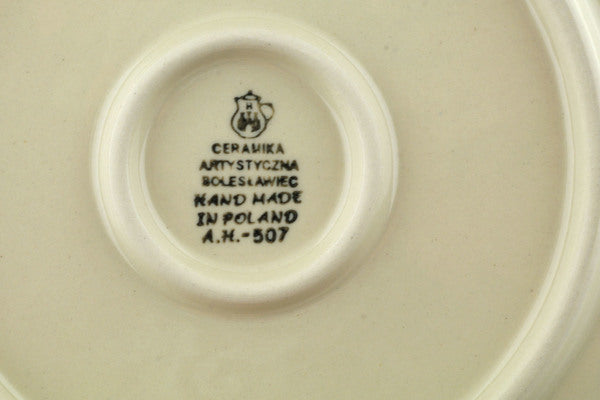 H
CERAMIKA
ARTYSTYCZNA
BOLESŁAWIEC
HAND MADE
IN POLAND
A.H.-507